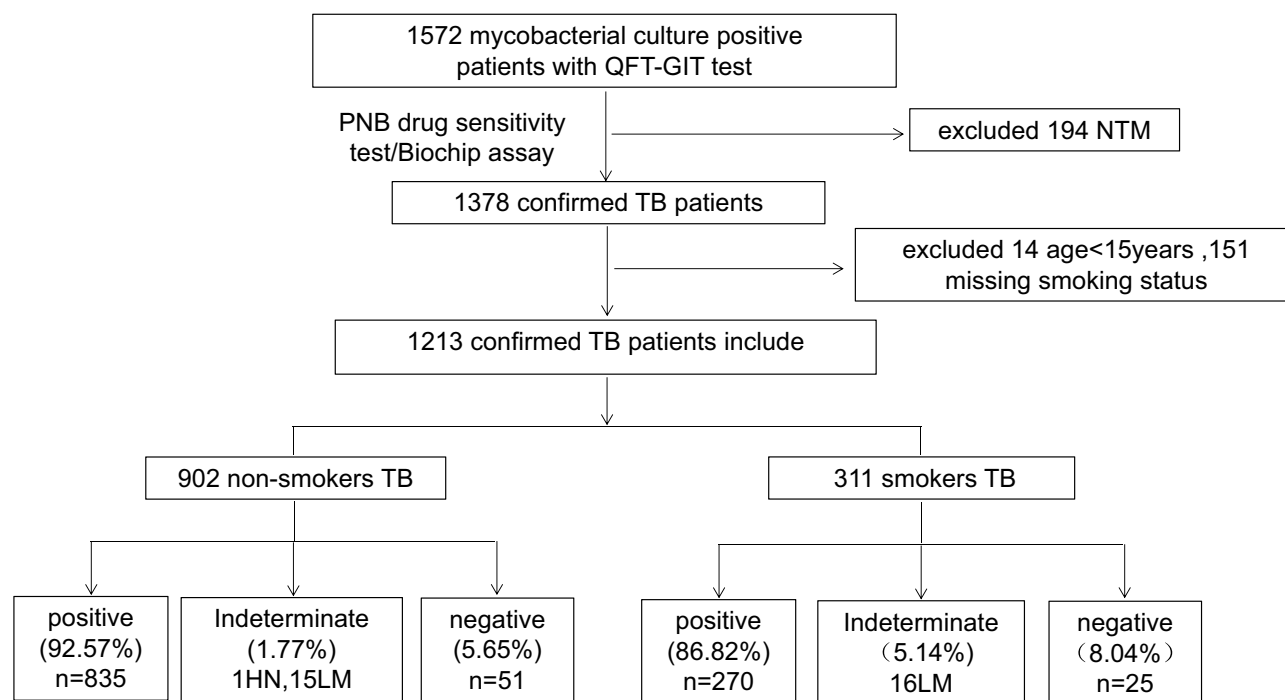 1572 mycobacterial culture positive
patients with QFT-GIT test
PNB drug sensitivity
test/Biochip assay
excluded 194 NTM
1378 confirmed TB patients
excluded 14 age<15years ,151
missing smoking status
1213 confirmed TB patients include
902 non-smokers TB
311 smokers TB
positive
(92.57%)
n=835
Indeterminate
(1.77%)
1HN,15LM
negative
(5.65%)
n=51
positive
(86.82%)
n=270
Indeterminate
（5.14%)
16LM
negative
（8.04%）
n=25